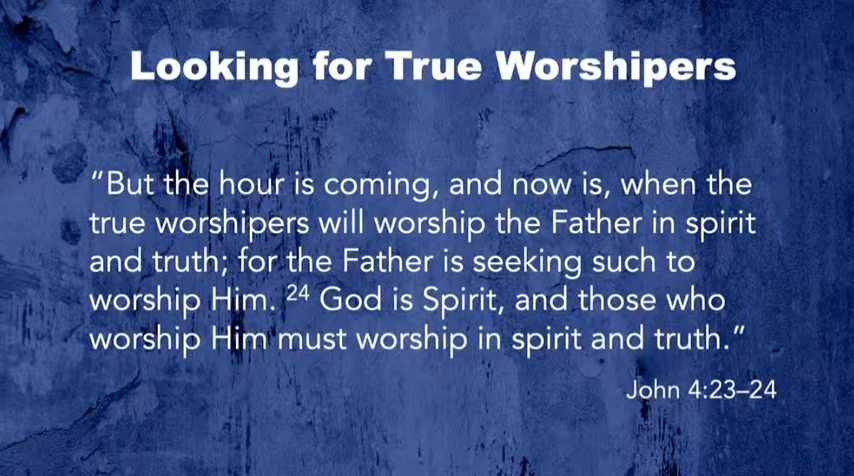 Looking for True Worshipers
“But the hour is coming, and now is, when the
true worshipers will worship the Father in spirit
and truth; for the Father is seeking such to
worship Him. 24 God is Spirit, and those who
worship Him must worship in spirit and truth.”
John 4:23–24